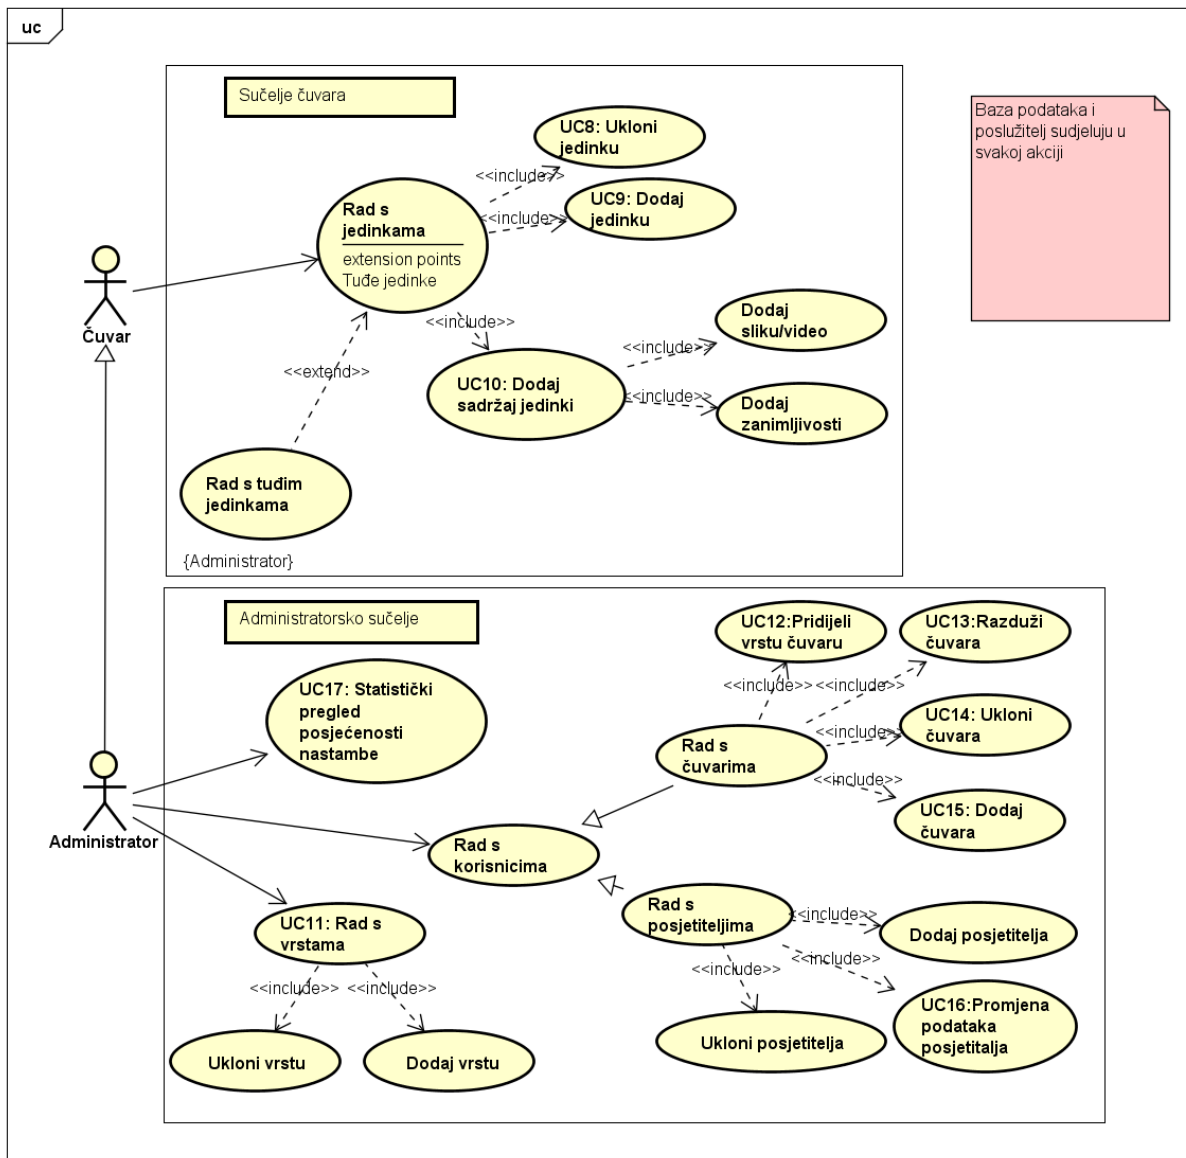 uc
Sučelje čuvara
Baza podataka i
poslužitelj sudjeluju u
svakoj akciji
UC8: Ukloni
jedinku
<<include>>
UC9: Dodaj
jedinku
<<include>>
Rad s
jedinkama
extension points
Tuđe jedinke
Čuvar
<<include>>
Dodaj
sliku/video
<<include>>
<<extend>>
UC10: Dodaj
sadržaj jedinki
<<include>>
Dodaj
zanimljivosti
Rad s tuđim
jedinkama
{Administrator}
Administratorsko sučelje
UC12:Pridijeli
vrstu čuvaru
UC13:Razduži
čuvara
UC17: Statistički
pregled
posjećenosti
nastambe
<<include>>
<<include>>
UC14: Ukloni
čuvara
<<include>>
Rad s
čuvarima
<<include>>
UC15: Dodaj
čuvara
Administrator
Rad s
korisnicima
Rad s
posjetiteljima
<<include>>
Dodaj posjetitelja
UC11: Rad s
vrstama
<<include>>
<<include>>
<<include>>
<<include>>
UC16:Promjena
podataka
posjetitalja
Ukloni posjetitelja
Ukloni vrstu
Dodaj vrstu